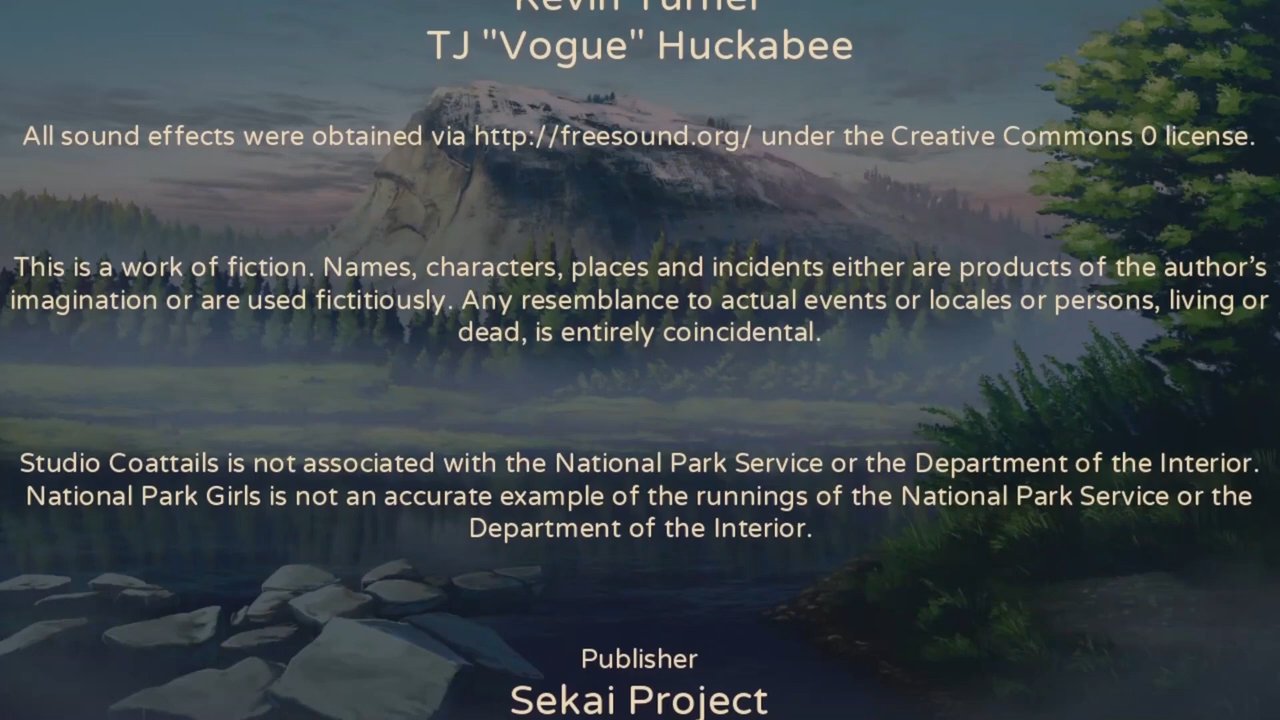 Kevin Turner
TJ "Vogue" Huckabee
All sound effects were obtained via http://freesound.org/ under the Creative Commons 0 license.
This is a work of fiction. Names, characters, places and incidents either are products of the author’s
imagination or are used fictitiously. Any resemblance to actual events or locales or persons, living or
dead, is entirely coincidental.
Studio Coattails is not associated with the National Park Service or the Department of the Interior.
National Park Girls is not an accurate example of the runnings of the National Park Service or the
Department of the Interior.
Publisher
Sekai Project